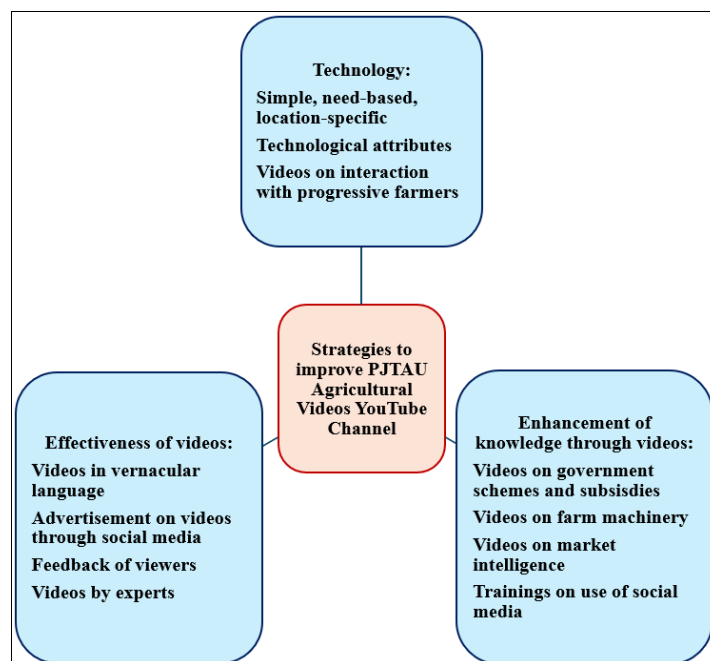 Technology:
Simple, need-based,
location-specific
Technological attributes
Videos on interaction
with progressive farmers
Strategies to
improve PJTAU
Agricultural
Videos YouTube
Channel
Effectiveness of videos:
Videos in vernacular
language
Advertisement on videos
through social media
Feedback of viewers
Videos by experts
Enhancement of
knowledge through videos:
Videos on government
schemes and subsisdies
Videos on farm machinery
Videos on market
intelligence
Trainings on use of social
media